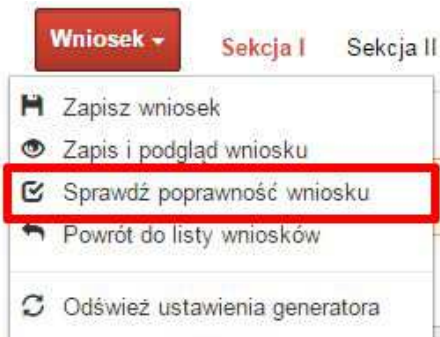 Wniosek Sekcja I Sekcja II
Zapisz wniosek
Zapis i podgląd wniosku
Sprawdź poprawność wniosku
Powrót do listy wniosków
Odśwież ustawienia generatora